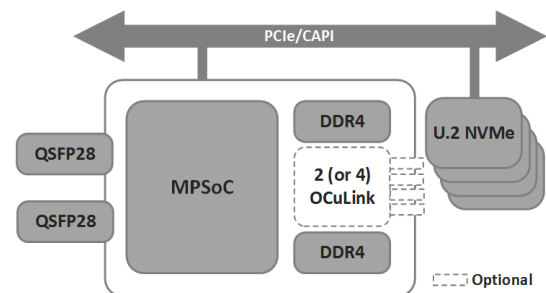 PCIe/CAPI
DDR4
U.2 NVMe
QSFP28
MPSoC
2 (or 4)
OCuLink
QSFP28
DDR4
Optional